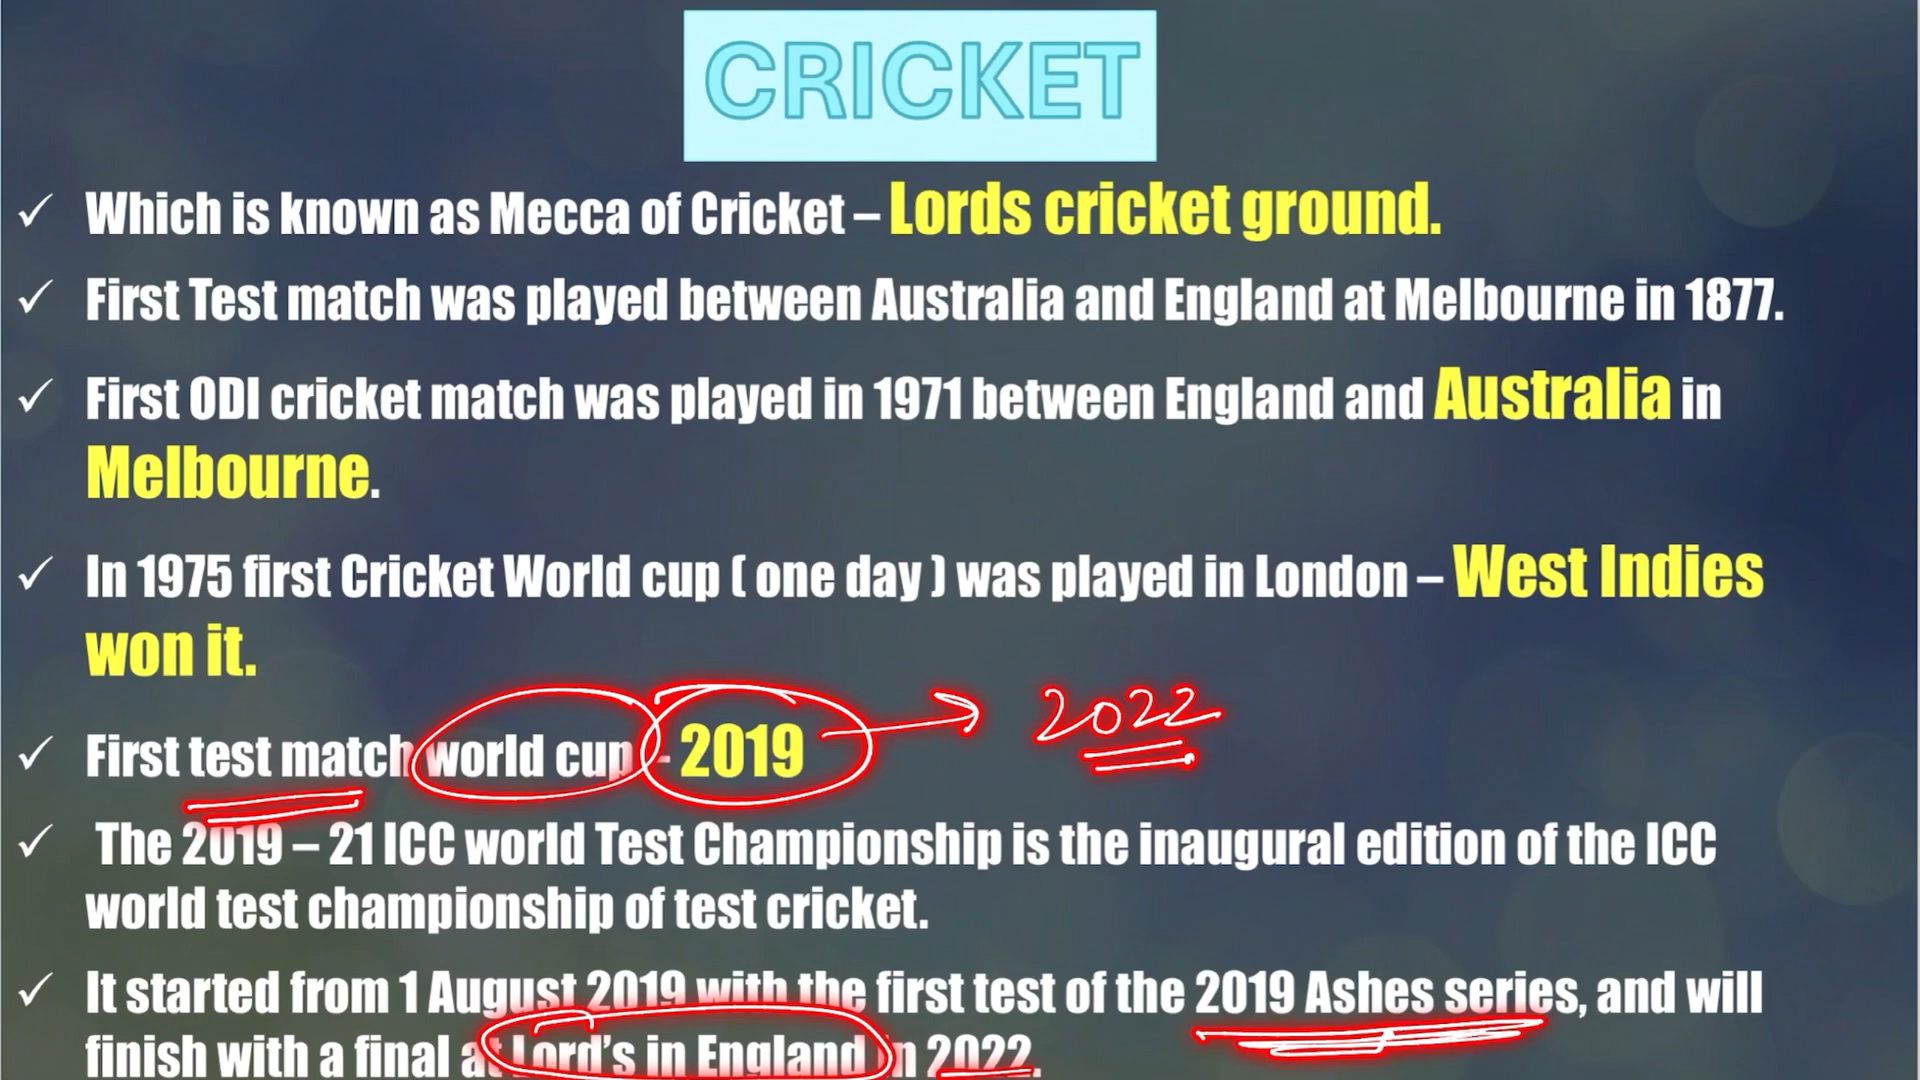 CRICKET
✓ Which is known as Mecca of Cricket – Lords cricket ground.
✓ First Test match was played between Australia and England at Melbourne in 1877.
✓ First ODI cricket match was played in 1971 between England and Australia in
Melbourne.
✓ In 1975 first Cricket World cup ( one day ) was played in London – West Indies
won it.
✓ First test match world cup - 2019 → 2022
✓ The 2019 – 21 ICC world Test Championship is the inaugural edition of the ICC
world test championship of test cricket.
✓ It started from 1 August 2019 with the first test of the 2019 Ashes series, and will
finish with a final at Lord's in England in 2022.